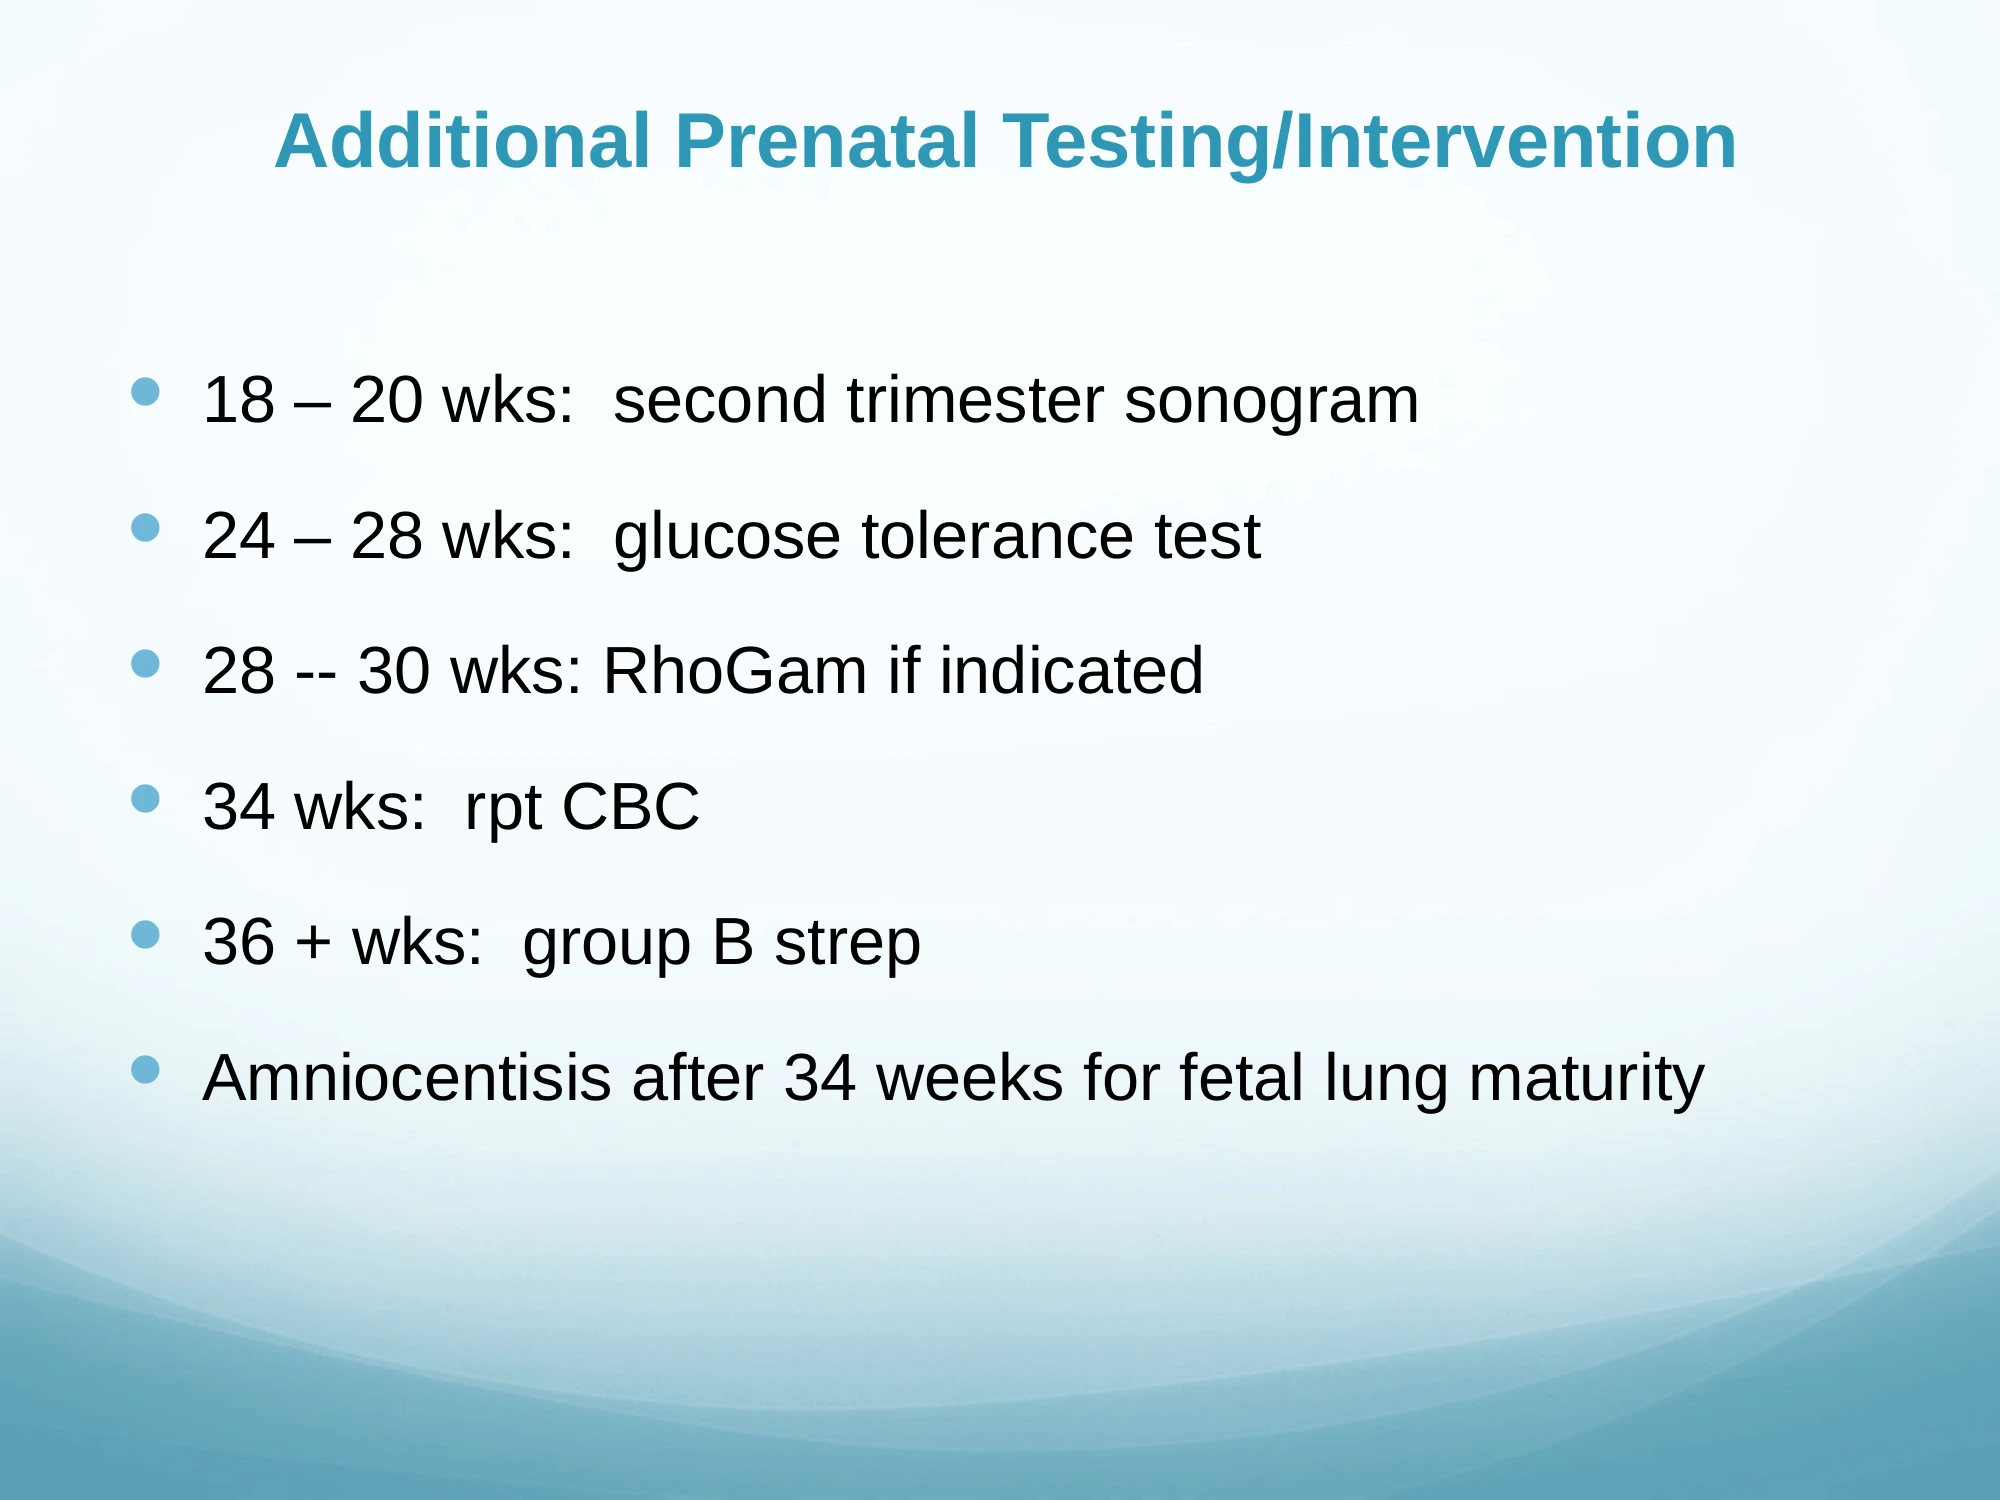 Additional Prenatal Testing/Intervention
• 18 – 20 wks:  second trimester sonogram
• 24 – 28 wks:  glucose tolerance test
• 28 -- 30 wks: RhoGam if indicated
• 34 wks:  rpt CBC
• 36 + wks:  group B strep
• Amniocentisis after 34 weeks for fetal lung maturity